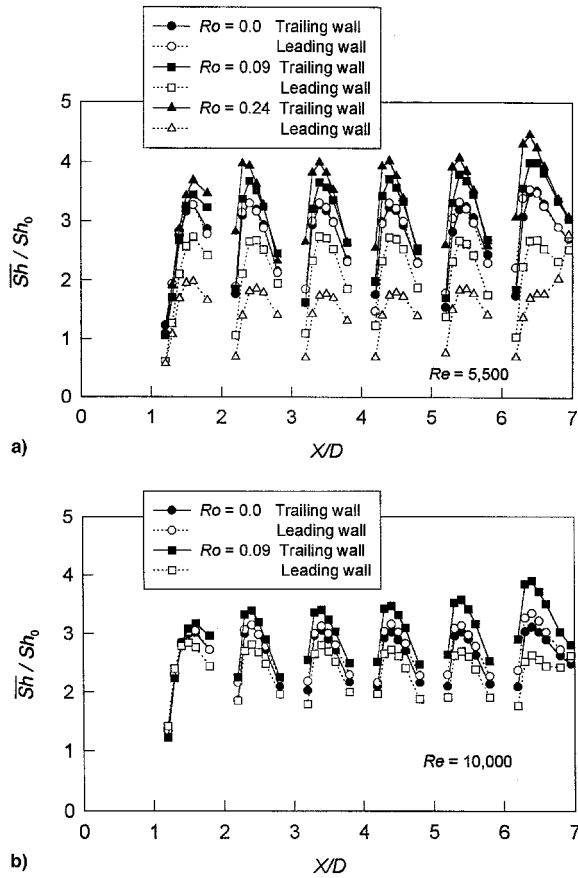 Ro = 0.0 Trailing wall
Leading wall
Ro = 0.09 Trailing wall
Leading wall
Ro = 0.24 Trailing wall
Leading wall
5
4
3
2
1
0
Sh / Sh₀
Re = 5,500
0 1 2 3 4 5 6 7
a)
X/D
Ro = 0.0 Trailing wall
Leading wall
Ro = 0.09 Trailing wall
Leading wall
5
4
3
2
1
0
Sh / Sh₀
Re = 10,000
0 1 2 3 4 5 6 7
b)
X/D